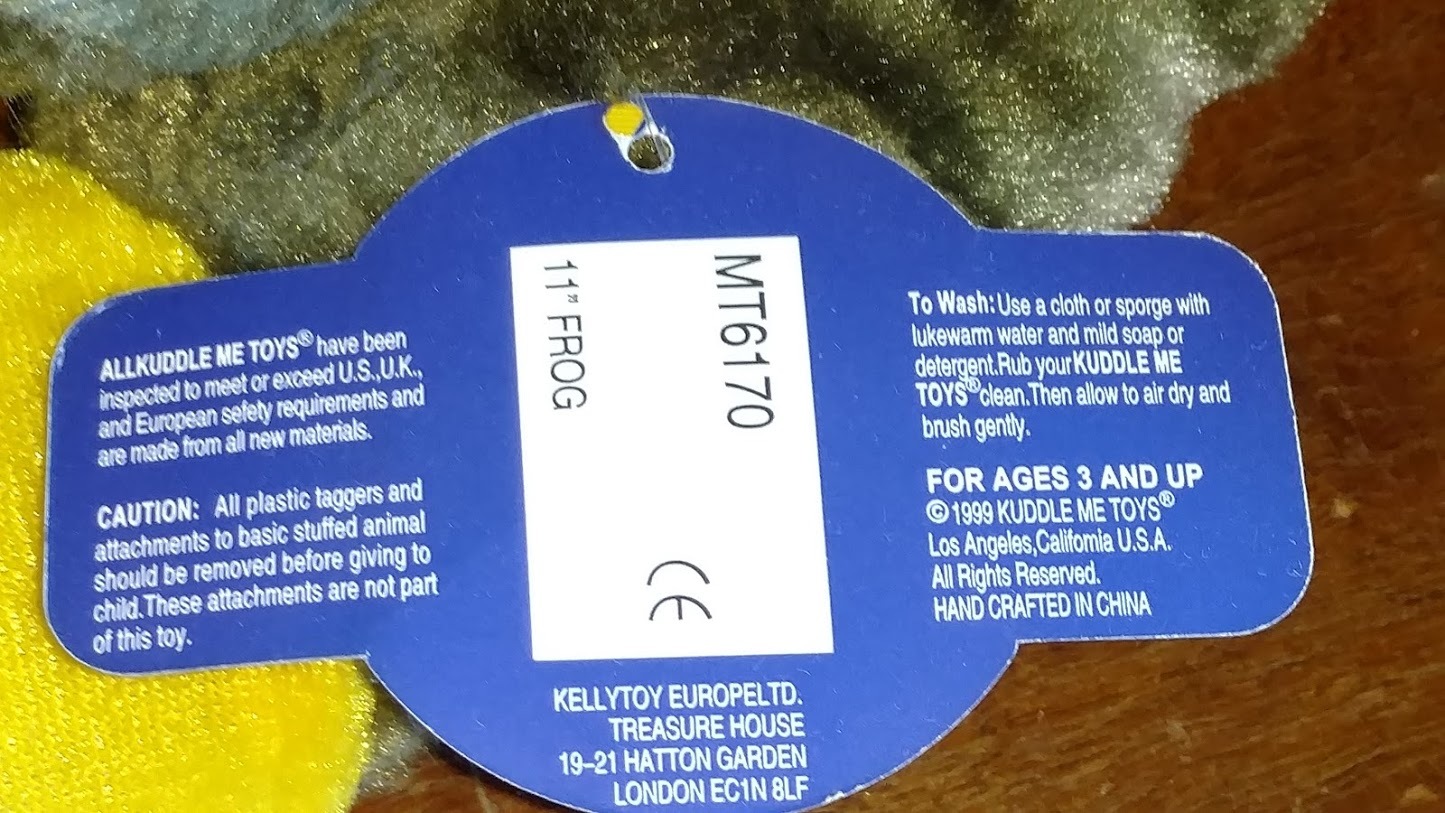 ALLKUDDLE ME TOYS® have been
inspected to meet or exceed U.S.,U.K.,
and European sefety requirements and
are made from all new materials.
CAUTION: All plastic taggers and
attachments to basic stuffed animal
should be removed before giving to
child.These attachments are not part
of this toy.
MT6170
11" FROG
CE
KELLYTOY EUROPELTD.
TREASURE HOUSE
19-21 HATTON GARDEN
LONDON EC1N 8LF
To Wash:Use a cloth or sporge with
lukewarm water and mild soap or
detergent.Rub your KUDDLE ME
TOYS® clean.Then allow to air dry and
brush gently.
FOR AGES 3 AND UP
© 1999 KUDDLE ME TOYS®
Los Angeles,California U.S.A.
All Rights Reserved.
HAND CRAFTED IN CHINA